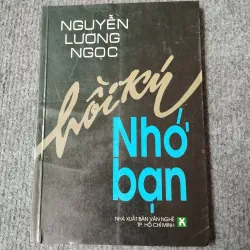 NGUYỄN
LƯƠNG
NGỌC
hồi ký
Nhớ
bạn
NHÀ XUẤT BẢN VĂN NGHỆ
TP. HỒ CHÍ MINH